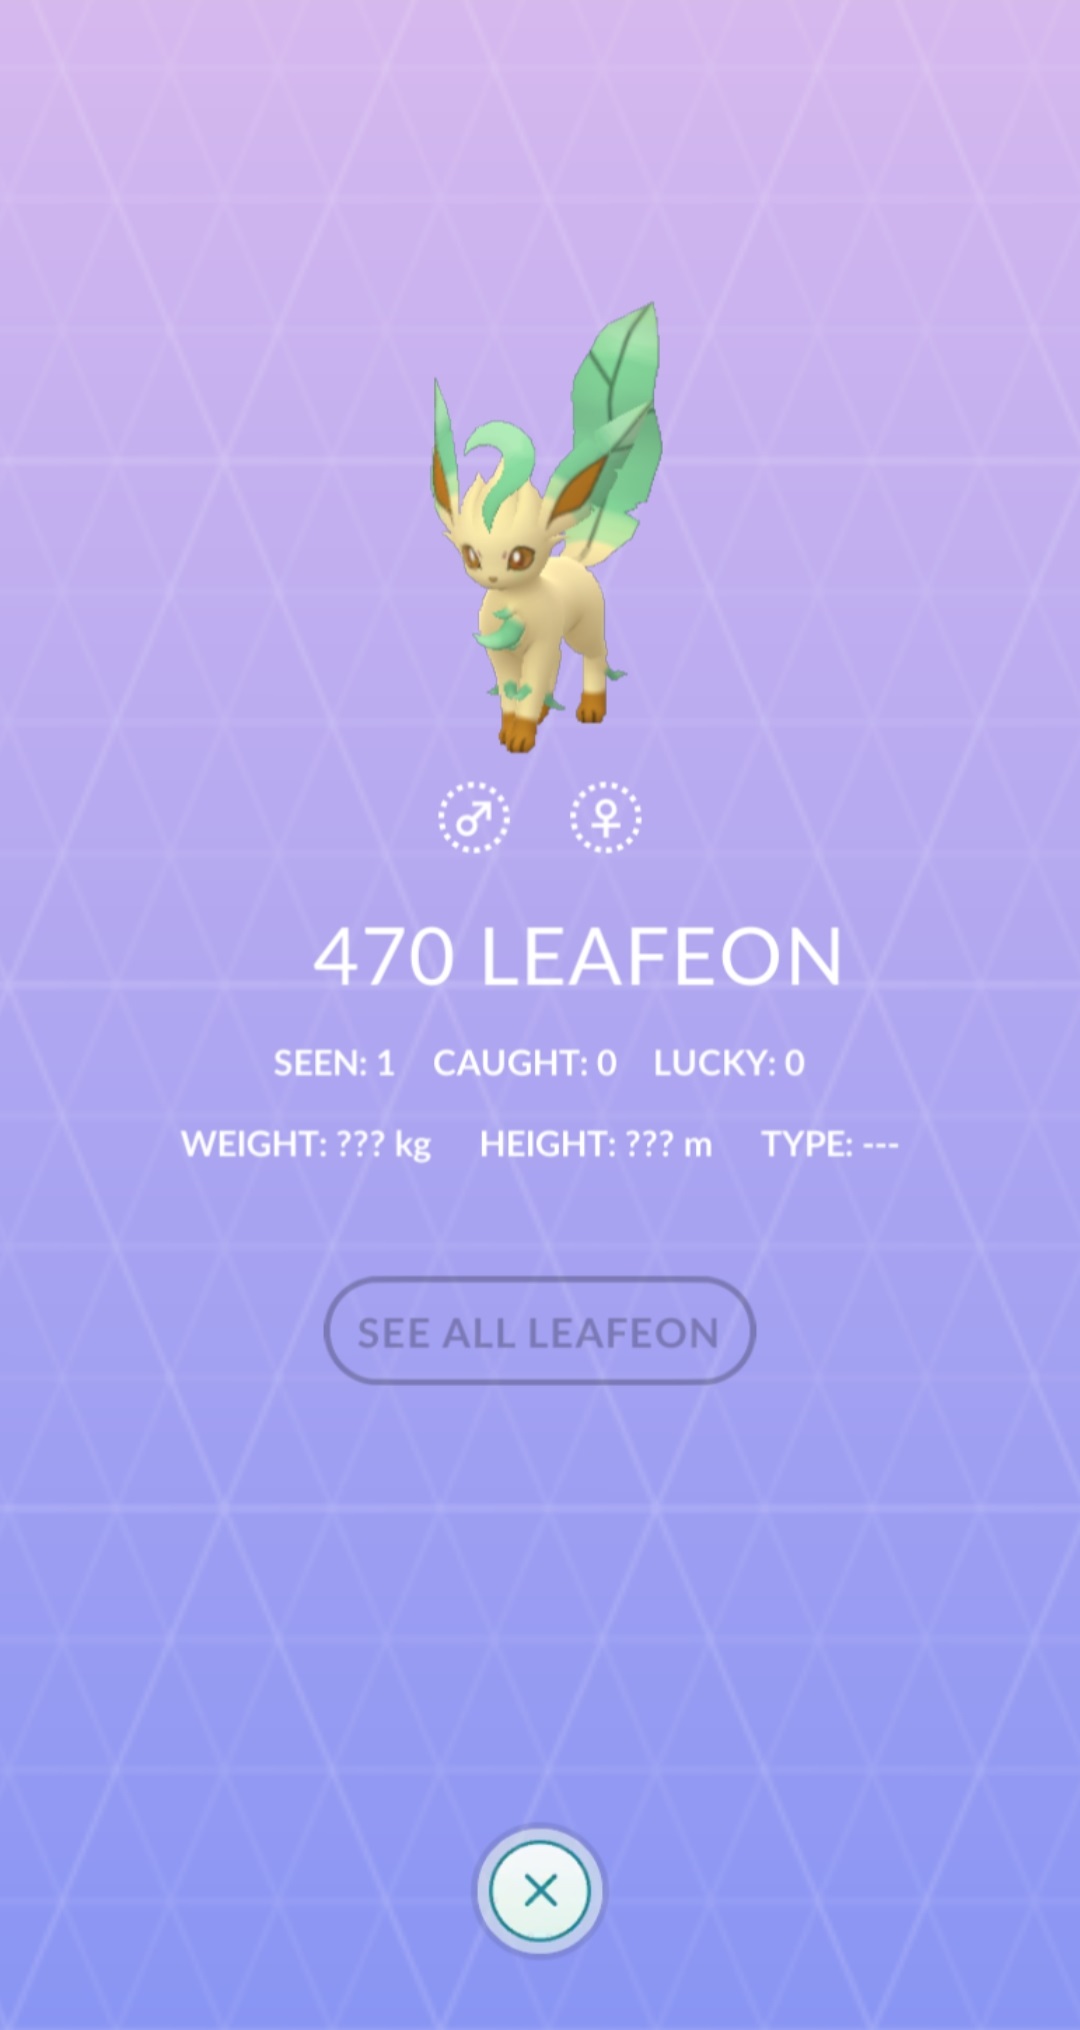 470 LEAFEON
SEEN: 1 CAUGHT: 0 LUCKY: 0
WEIGHT: ??? kg HEIGHT: ??? m TYPE: ---
SEE ALL LEAFEON